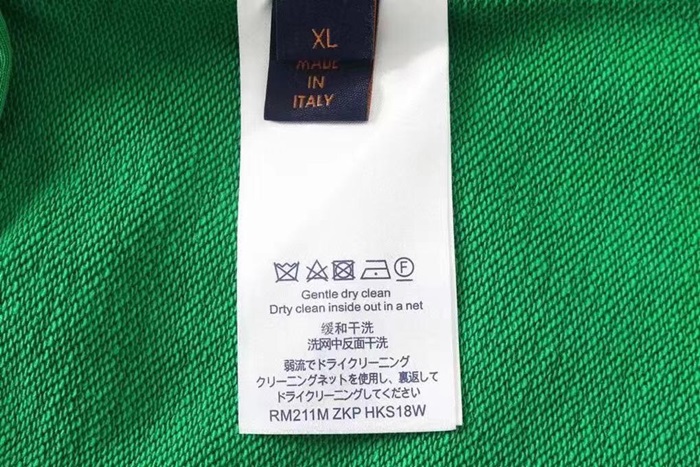 XL
MADE
IN
ITALY
F
Gentle dry clean
Drty clean inside out in a net
缓和干洗
洗网中反面干洗
弱流でドライクリーニング
クリーニングネットを使用し、裏返して
ドライクリーニングしてください
RM211M ZKP HKS18W